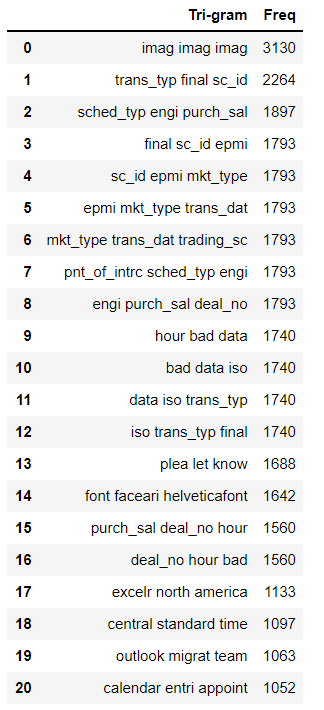 Tri-gram Freq
0 imag imag imag 3130
1 trans_typ final sc_id 2264
2 sched_typ engi purch_sal 1897
3 final sc_id epmi 1793
4 sc_id epmi mkt_type 1793
5 epmi mkt_type trans_dat 1793
6 mkt_type trans_dat trading_sc 1793
7 pnt_of_intrc sched_typ engi 1793
8 engi purch_sal deal_no 1793
9 hour bad data 1740
10 bad data iso 1740
11 data iso trans_typ 1740
12 iso trans_typ final 1740
13 plea let know 1688
14 font faceari helveticafont 1642
15 purch_sal deal_no hour 1560
16 deal_no hour bad 1560
17 excelr north america 1133
18 central standard time 1097
19 outlook migrat team 1063
20 calendar entri appoint 1052